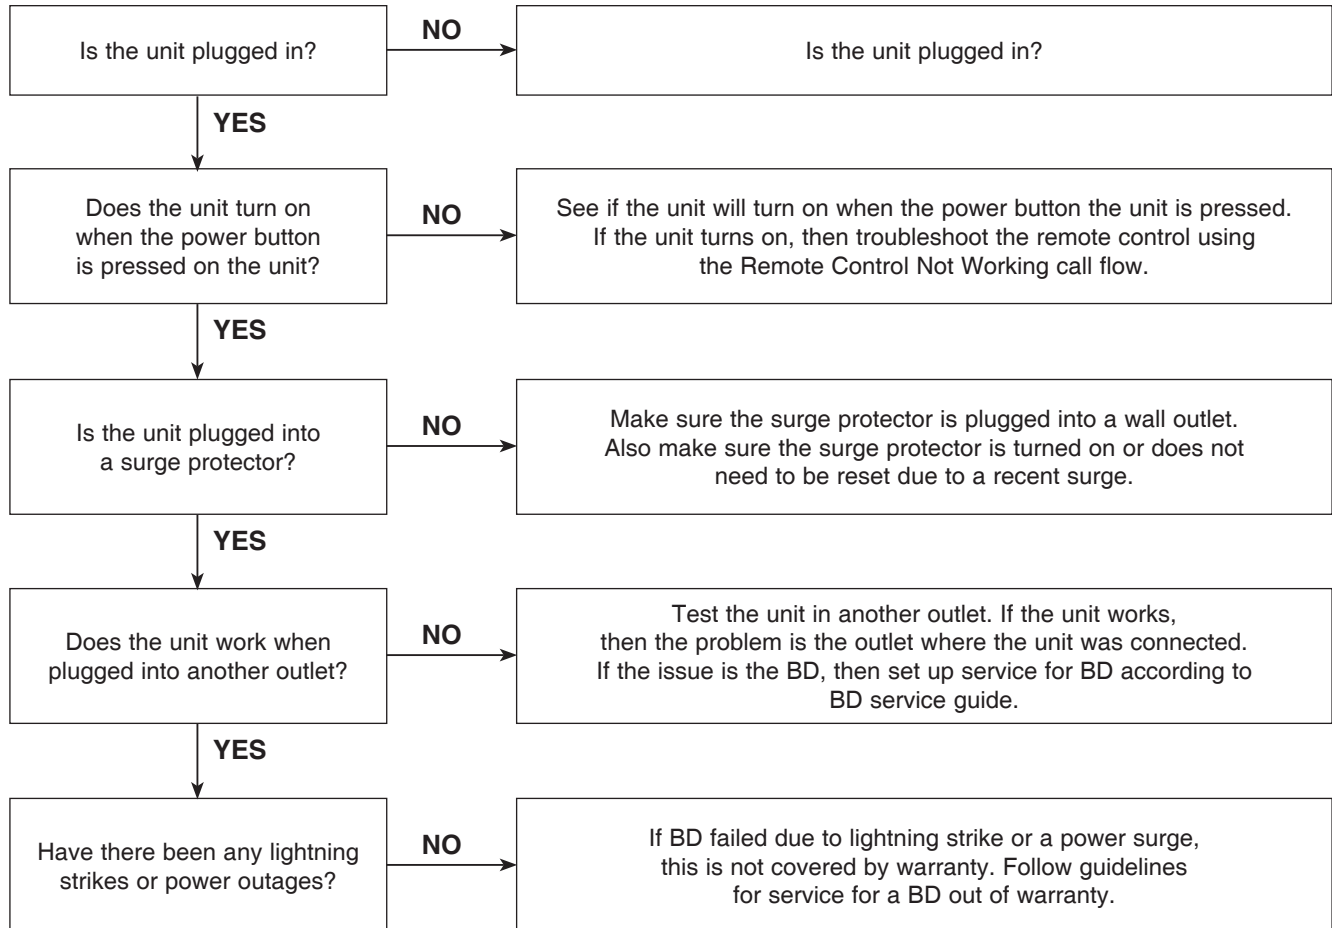 Is the unit plugged in?
NO
Is the unit plugged in?
YES
Does the unit turn on
when the power button
is pressed on the unit?
NO
See if the unit will turn on when the power button the unit is pressed.
If the unit turns on, then troubleshoot the remote control using
the Remote Control Not Working call flow.
YES
Is the unit plugged into
a surge protector?
NO
Make sure the surge protector is plugged into a wall outlet.
Also make sure the surge protector is turned on or does not
need to be reset due to a recent surge.
YES
Does the unit work when
plugged into another outlet?
NO
Test the unit in another outlet. If the unit works,
then the problem is the outlet where the unit was connected.
If the issue is the BD, then set up service for BD according to
BD service guide.
YES
Have there been any lightning
strikes or power outages?
NO
If BD failed due to lightning strike or a power surge,
this is not covered by warranty. Follow guidelines
for service for a BD out of warranty.